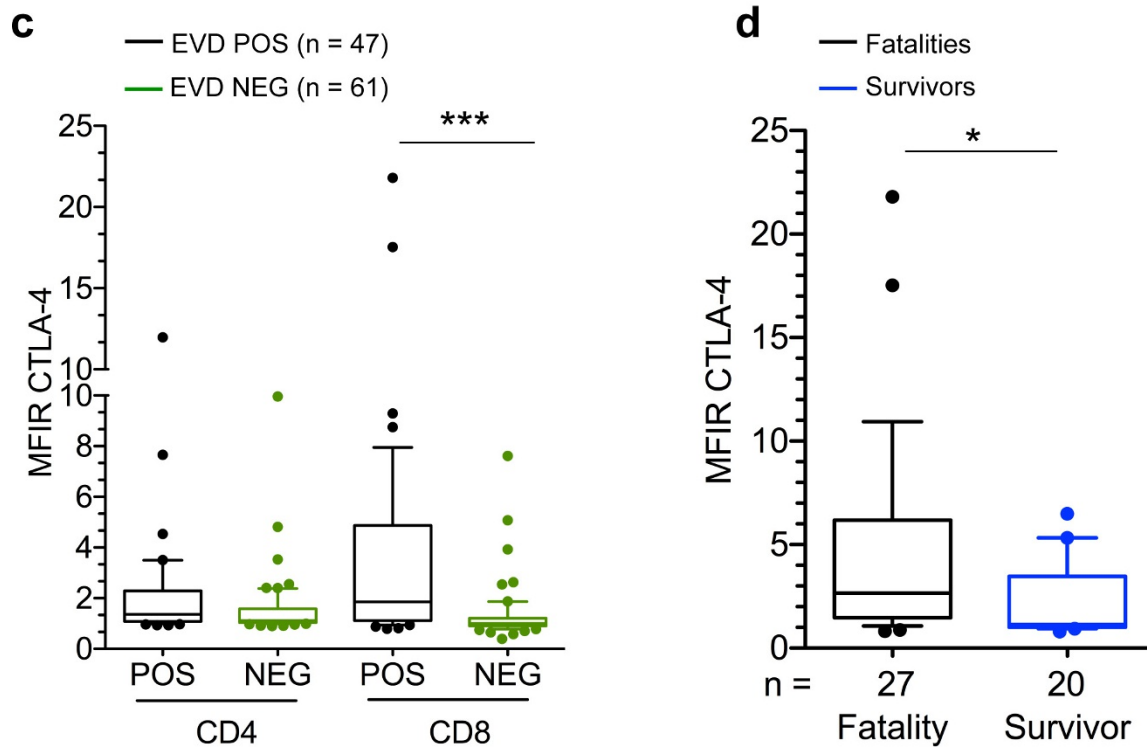 c
EVD POS (n = 47)
EVD NEG (n = 61)
MFIR CTLA-4
25
20
15
10
10
8
6
4
2
0
***
POS NEG POS NEG
CD4 CD8
d
Fatalities
Survivors
MFIR CTLA-4
25
20
15
10
5
0
*
n = 27 20
Fatality Survivor